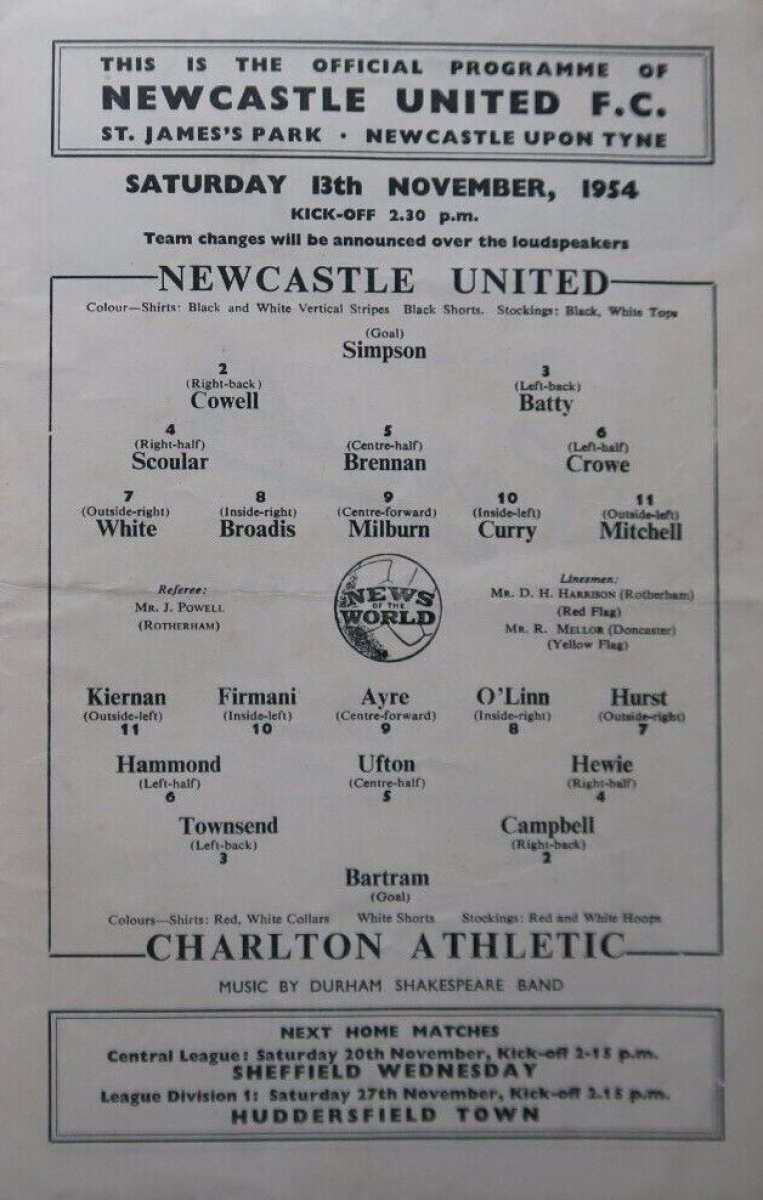 THIS IS THE OFFICIAL PROGRAMME OF
NEWCASTLE UNITED F.C.
ST. JAMES'S PARK · NEWCASTLE UPON TYNE
SATURDAY 13th NOVEMBER, 1954
KICK-OFF 2.30 p.m.
Team changes will be announced over the loudspeakers
NEWCASTLE UNITED
Colour—Shirts: Black and White Vertical Stripes Black Shorts. Stockings: Black, White Tops
(Goal)
Simpson
2 3
(Right-back) (Left-back)
Cowell Batty
4 5 6
(Right-half) (Centre-half) (Left-half)
Scoular Brennan Crowe
7 8 9 10 11
(Outside-right) (Inside-right) (Centre-forward) (Inside-left) (Outside-left)
White Broadis Milburn Curry Mitchell
Referee:
MR. J. POWELL
(ROTHERHAM)
NEWS
OF THE
WORLD
Linesmen:
MR. D. H. HARRISON (Rotherham)
(Red Flag)
MR. R. MELLOR (Doncaster)
(Yellow Flag)
Kiernan Firmani Ayre O'Linn Hurst
(Outside-left) (Inside-left) (Centre-forward) (Inside-right) (Outside-right)
11 10 9 8 7
Hammond Ufton Hewie
(Left-half) (Centre-half) (Right-half)
6 5 4
Townsend Campbell
(Left-back) (Right-back)
3 2
Bartram
(Goal)
Colours—Shirts: Red, White Collars White Shorts Stockings: Red and White Hoops
CHARLTON ATHLETIC
MUSIC BY DURHAM SHAKESPEARE BAND
NEXT HOME MATCHES
Central League: Saturday 20th November, Kick-off 2-15 p.m.
SHEFFIELD WEDNESDAY
League Division 1: Saturday 27th November, Kick-off 2.15 p.m.
HUDDERSFIELD TOWN